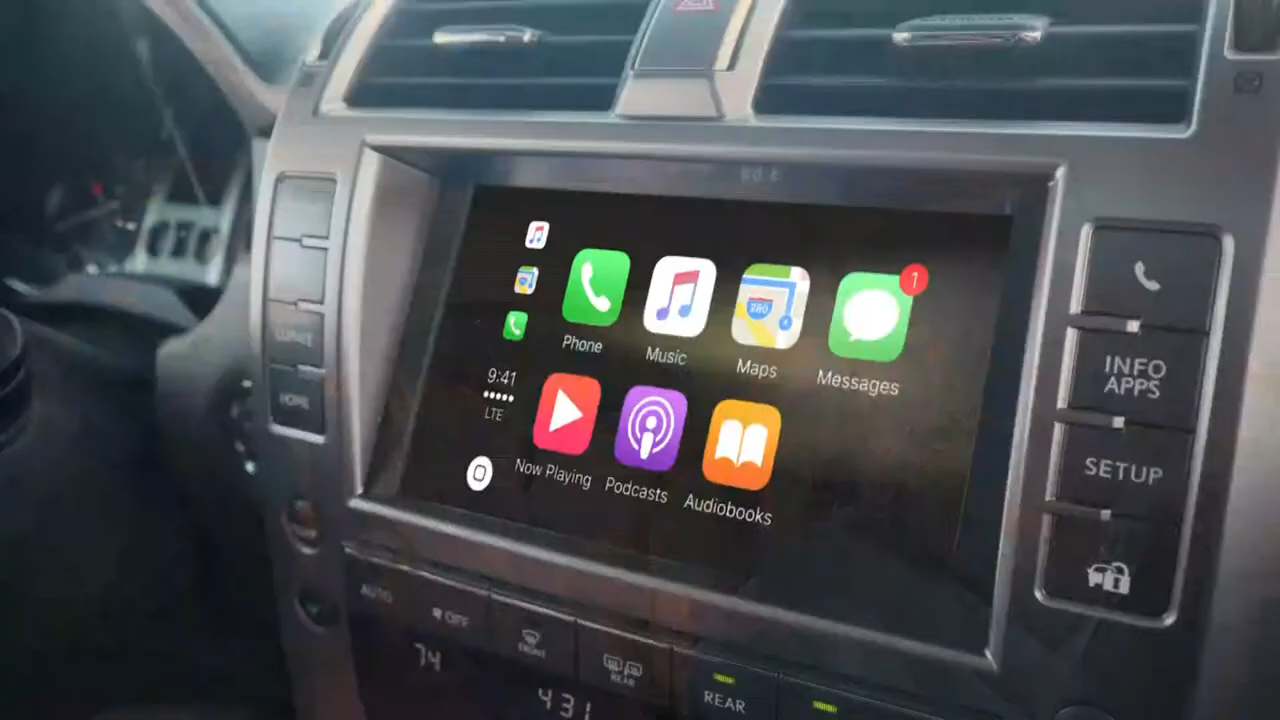 1
280
Phone
Music
Maps
Messages
9:41
LTE
Now Playing
Podcasts
Audiobooks
INFO
APPS
SETUP
HOME
AUTO
OFF
FRONT
REAR
74
431
REAR